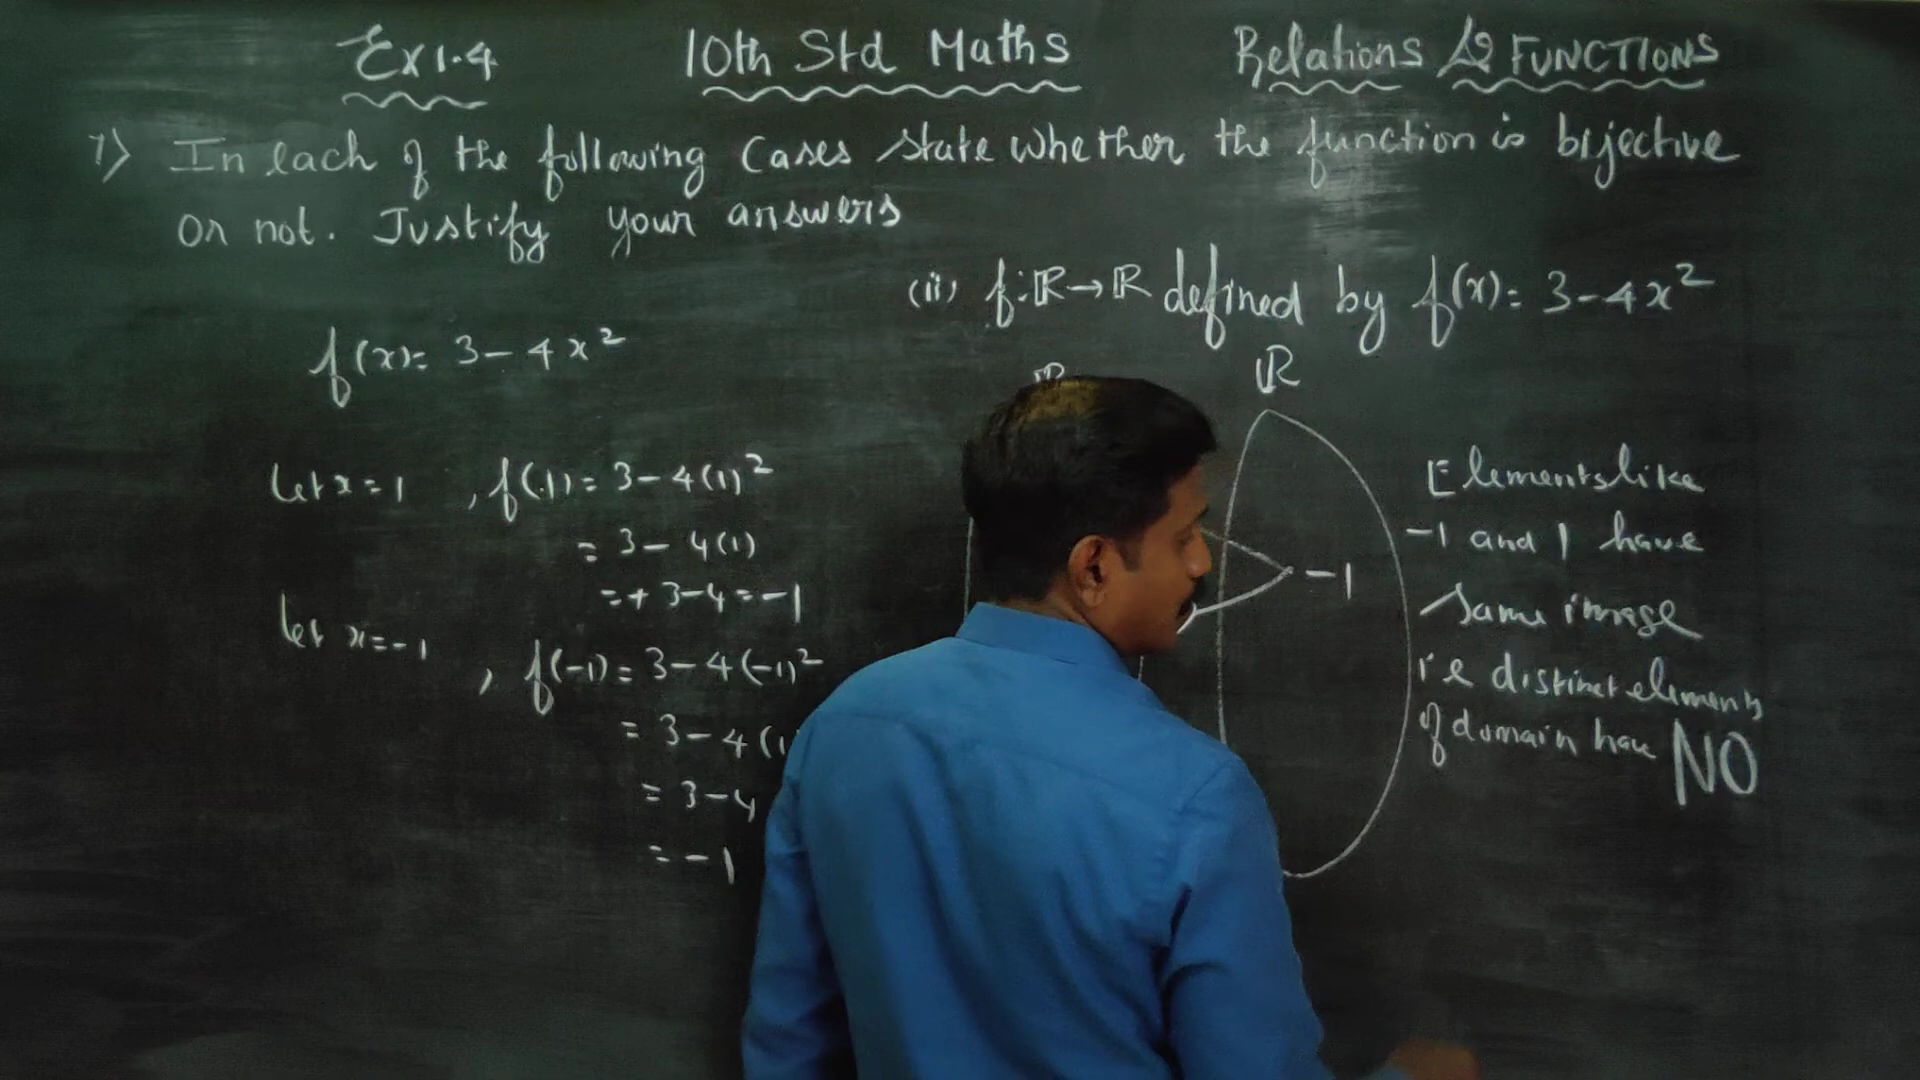 Ex 1.4 10th Std Maths Relations & FUNCTIONS
7) In each of the following Cases state whether the function is bijective
or not. Justify your answers
(ii) f:ℝ→ℝ defined by f(x)= 3-4x²
f(x)= 3-4x²
ℝ
let x=1 , f(1)= 3-4(1)²
= 3-4(1)
=+ 3-4=-1
let x=-1 , f(-1)= 3-4(-1)²
= 3-4(1
= 3-4
= -1
-1
Elements like
-1 and 1 have
same image
i.e distinct elements
of domain have NO